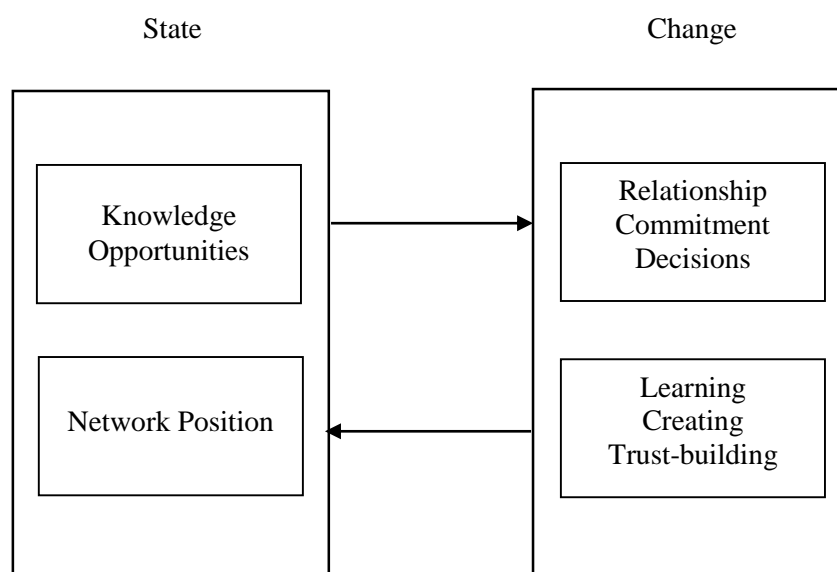 State
Change
Knowledge
Opportunities
Relationship
Commitment
Decisions
Network Position
Learning
Creating
Trust-building